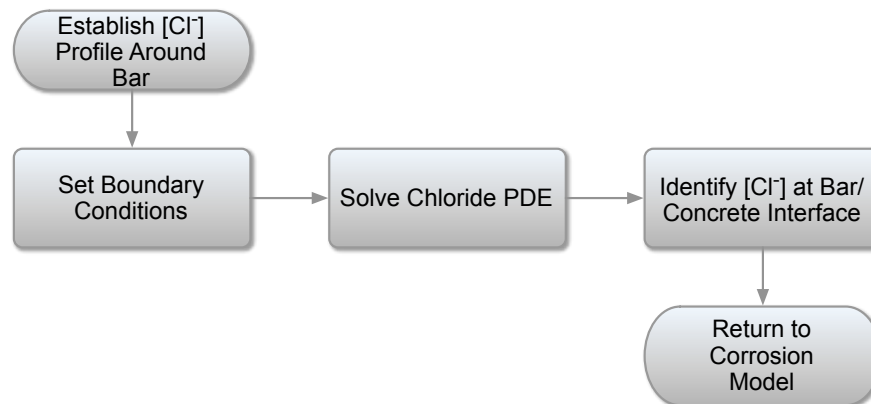 Establish [Cl⁻]
Profile Around
Bar
Set Boundary
Conditions
Solve Chloride PDE
Identify [Cl⁻] at Bar/
Concrete Interface
Return to
Corrosion
Model